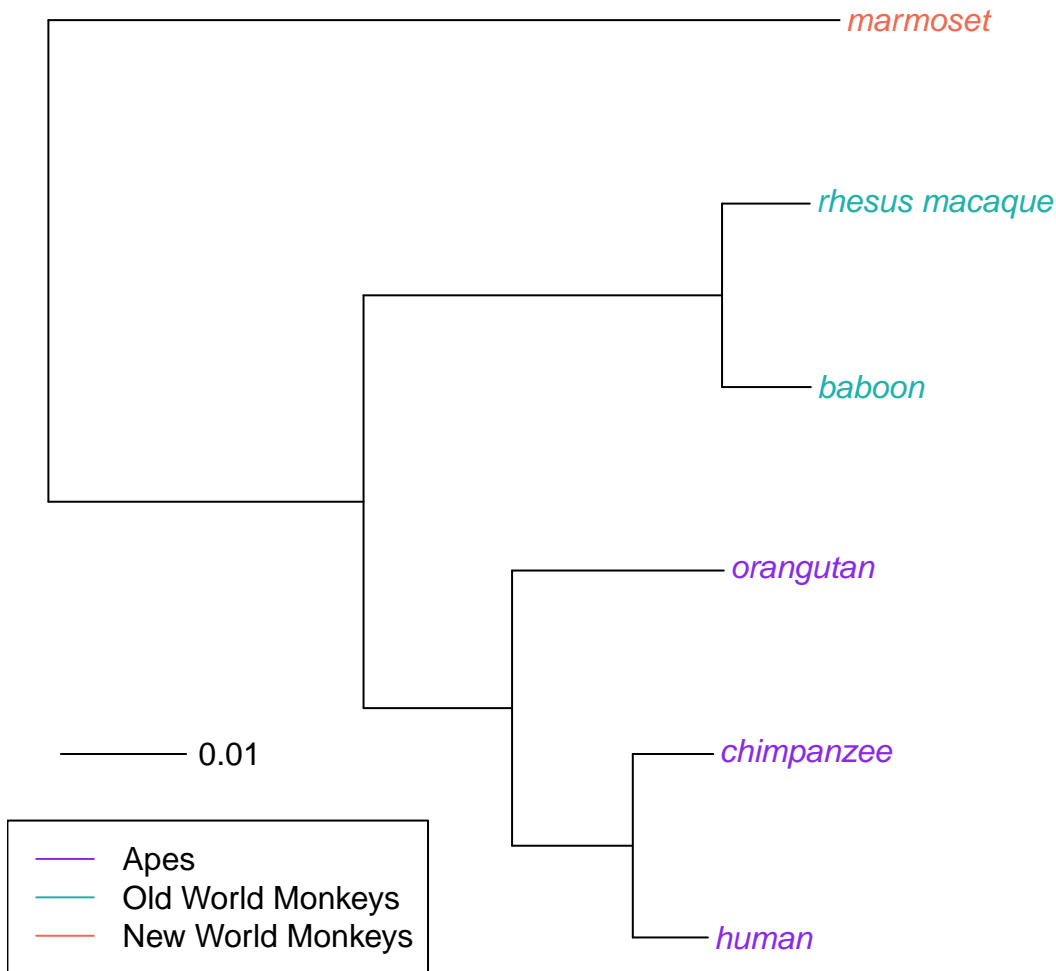 marmoset
rhesus macaque
baboon
orangutan
chimpanzee
0.01
human
Apes
Old World Monkeys
New World Monkeys